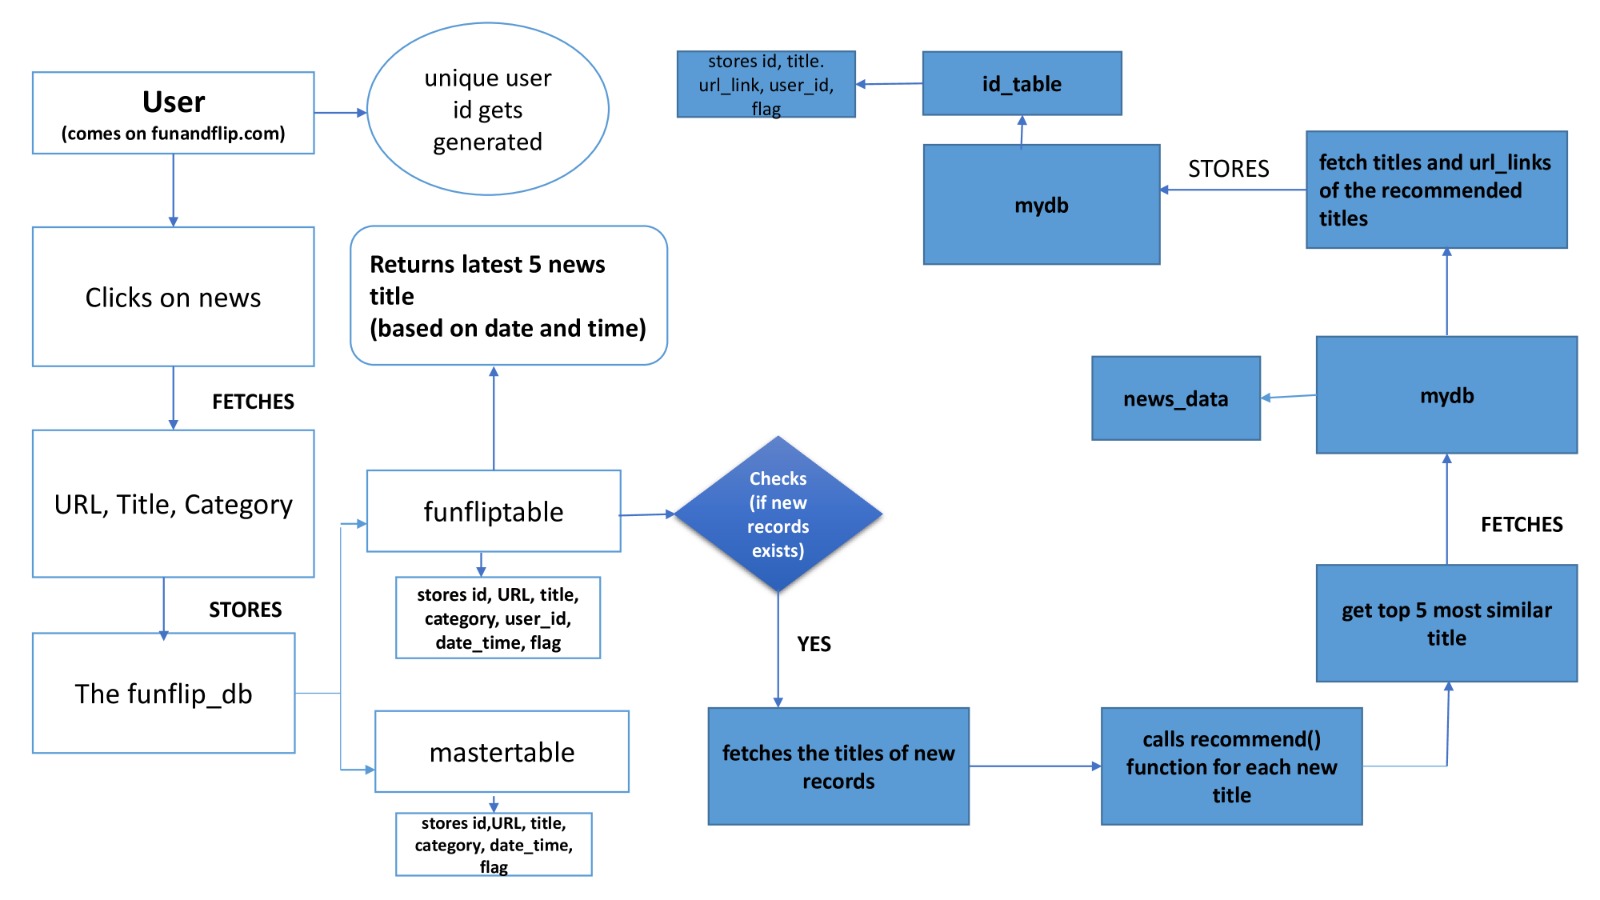 User
(comes on funandflip.com)
unique user
id gets
generated
Clicks on news
FETCHES
URL, Title, Category
STORES
The funflip_db
Returns latest 5 news
title
(based on date and time)
funfliptable
stores id, URL, title,
category, user_id,
date_time, flag
mastertable
stores id,URL, title,
category, date_time,
flag
Checks
(if new
records
exists)
YES
fetches the titles of new
records
calls recommend()
function for each new
title
get top 5 most similar
title
FETCHES
mydb
news_data
fetch titles and url_links
of the recommended
titles
STORES
mydb
id_table
stores id, title.
url_link, user_id,
flag